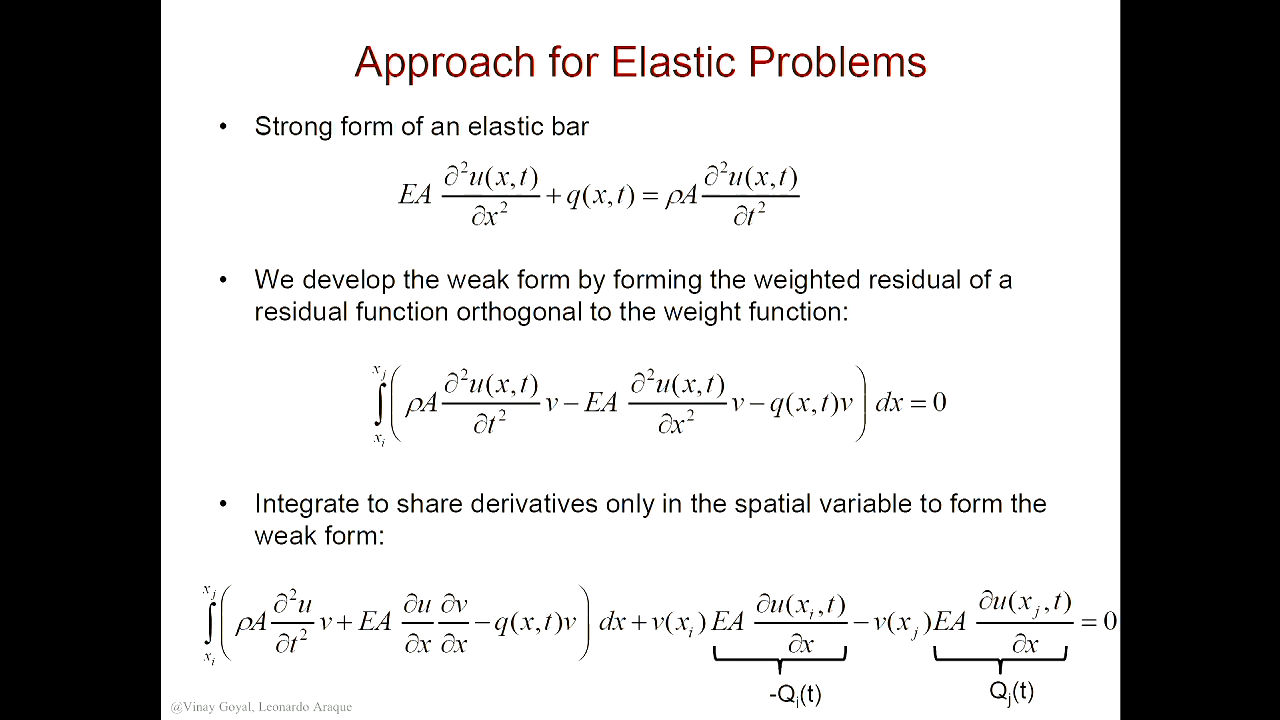 Approach for Elastic Problems
• Strong form of an elastic bar
EA ∂²u(x,t)/∂x² + q(x,t) = ρA ∂²u(x,t)/∂t²
• We develop the weak form by forming the weighted residual of a
residual function orthogonal to the weight function:
∫_{x_i}^{x_j} ( ρA ∂²u(x,t)/∂t² v − EA ∂²u(x,t)/∂x² v − q(x,t)v ) dx = 0
• Integrate to share derivatives only in the spatial variable to form the
weak form:
∫_{x_i}^{x_j} ( ρA ∂²u/∂t² v + EA ∂u/∂x ∂v/∂x − q(x,t)v ) dx + v(x_i) EA ∂u(x_i,t)/∂x − v(x_j) EA ∂u(x_j,t)/∂x = 0
-Q_i(t) Q_j(t)
@Vinay Goyal, Leonardo Araque